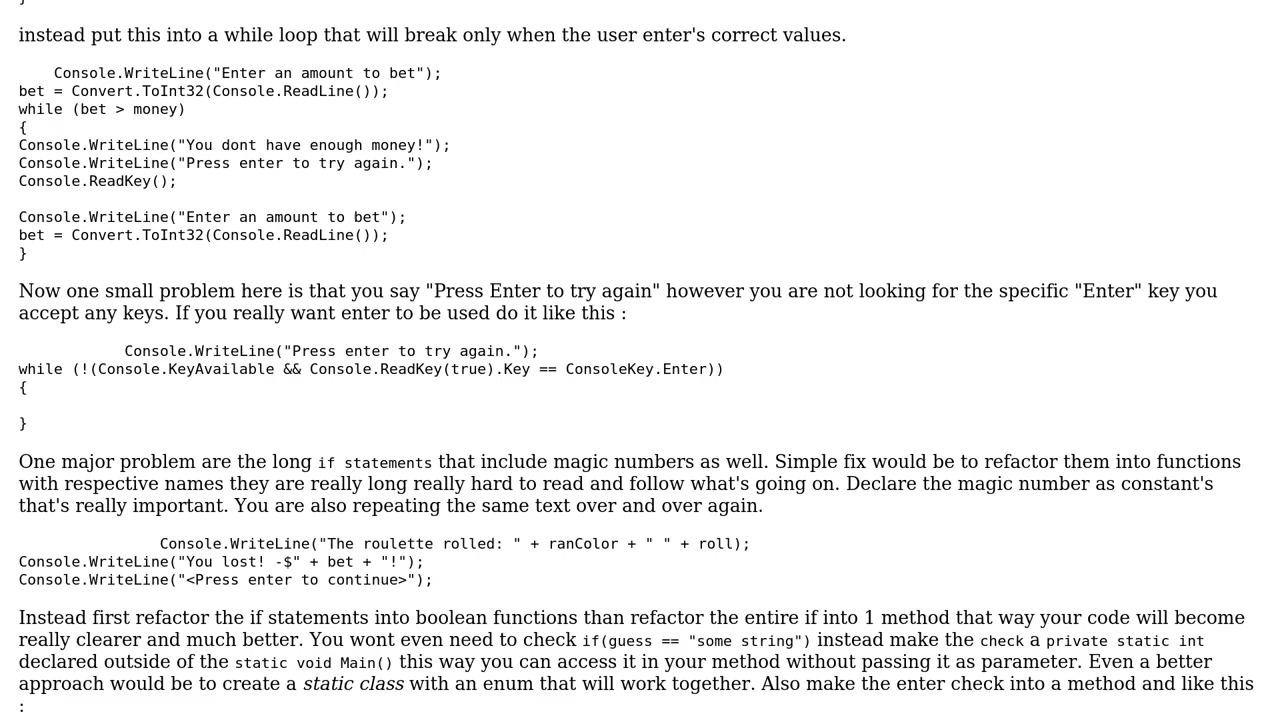 }
instead put this into a while loop that will break only when the user enter's correct values.
Console.WriteLine("Enter an amount to bet");
bet = Convert.ToInt32(Console.ReadLine());
while (bet > money)
{
Console.WriteLine("You dont have enough money!");
Console.WriteLine("Press enter to try again.");
Console.ReadKey();
Console.WriteLine("Enter an amount to bet");
bet = Convert.ToInt32(Console.ReadLine());
}
Now one small problem here is that you say "Press Enter to try again" however you are not looking for the specific "Enter" key you
accept any keys. If you really want enter to be used do it like this :
Console.WriteLine("Press enter to try again.");
while (!(Console.KeyAvailable && Console.ReadKey(true).Key == ConsoleKey.Enter))
{
}
One major problem are the long if statements that include magic numbers as well. Simple fix would be to refactor them into functions
with respective names they are really long really hard to read and follow what's going on. Declare the magic number as constant's
that's really important. You are also repeating the same text over and over again.
Console.WriteLine("The roulette rolled: " + ranColor + " " + roll);
Console.WriteLine("You lost! -$" + bet + "!");
Console.WriteLine("<Press enter to continue>");
Instead first refactor the if statements into boolean functions than refactor the entire if into 1 method that way your code will become
really clearer and much better. You wont even need to check if(guess == "some string") instead make the check a private static int
declared outside of the static void Main() this way you can access it in your method without passing it as parameter. Even a better
approach would be to create a static class with an enum that will work together. Also make the enter check into a method and like this
: